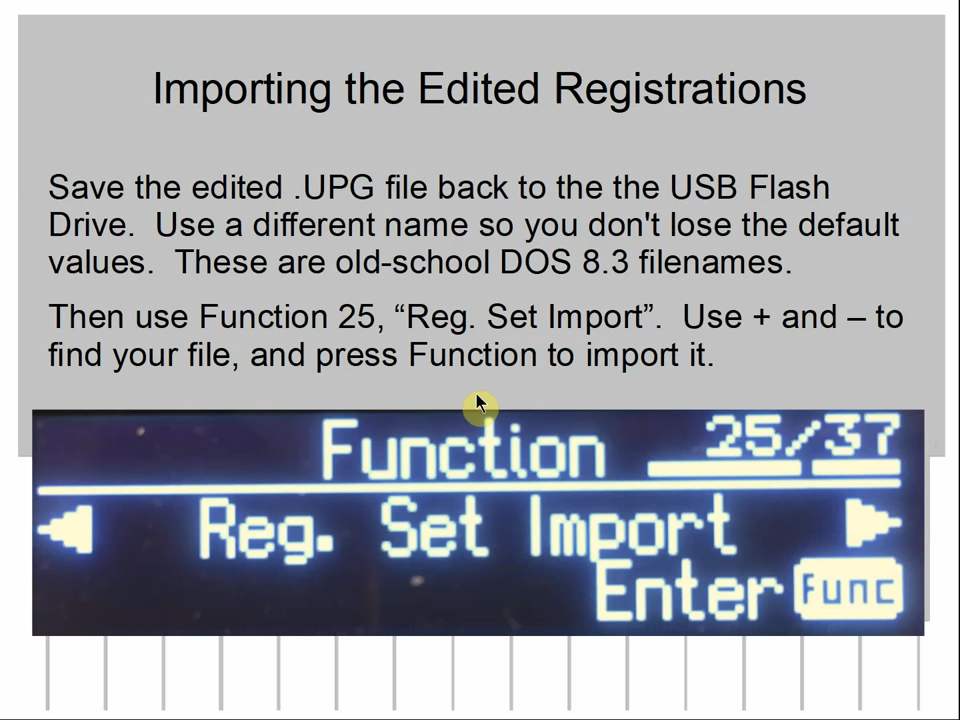 Importing the Edited Registrations
Save the edited .UPG file back to the the USB Flash
Drive.  Use a different name so you don't lose the default
values.  These are old-school DOS 8.3 filenames.
Then use Function 25, “Reg. Set Import”.  Use + and – to
find your file, and press Function to import it.
Function 25/37
Reg. Set Import
Enter Func